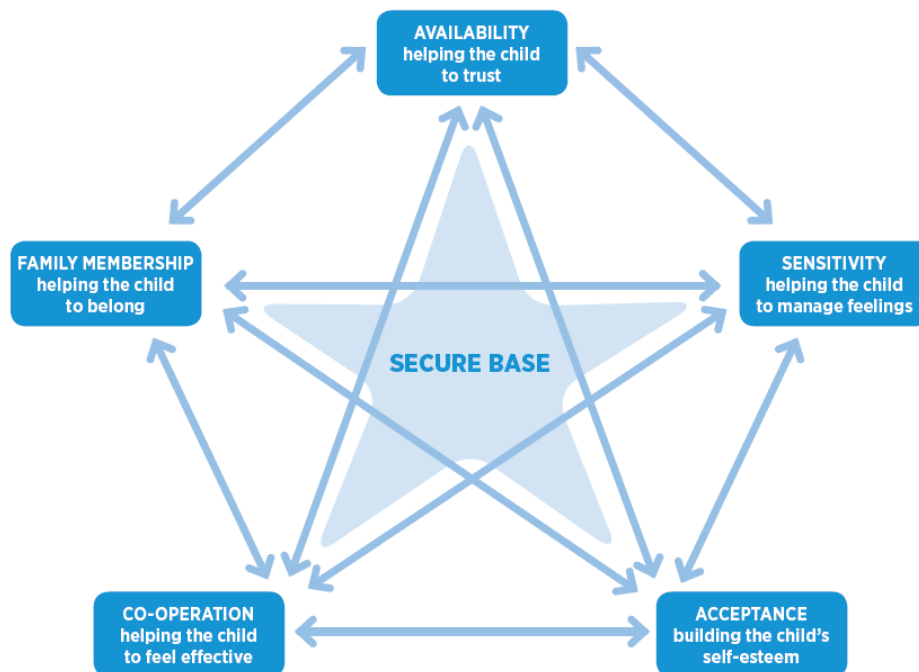 AVAILABILITY
helping the child
to trust
FAMILY MEMBERSHIP
helping the child
to belong
SENSITIVITY
helping the child
to manage feelings
SECURE BASE
CO-OPERATION
helping the child
to feel effective
ACCEPTANCE
building the child’s
self-esteem